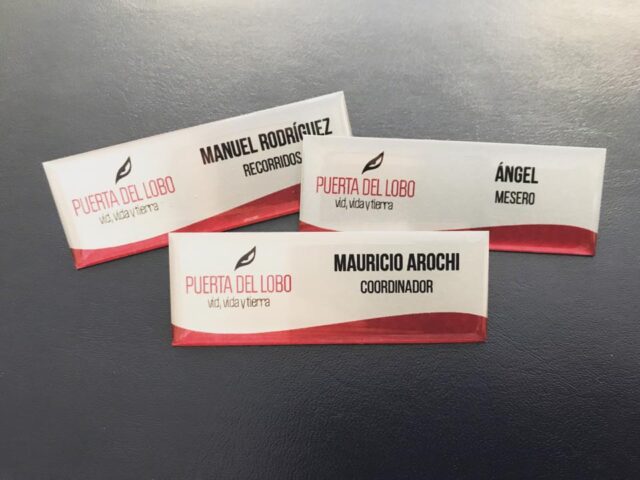 MANUEL RODRÍGUEZ
RECORRIDOS
PUERTA DEL LOBO
vid, vida y tierra
ÁNGEL
MESERO
PUERTA DEL LOBO
vid, vida y tierra
MAURICIO AROCHI
COORDINADOR
PUERTA DEL LOBO
vid, vida y tierra